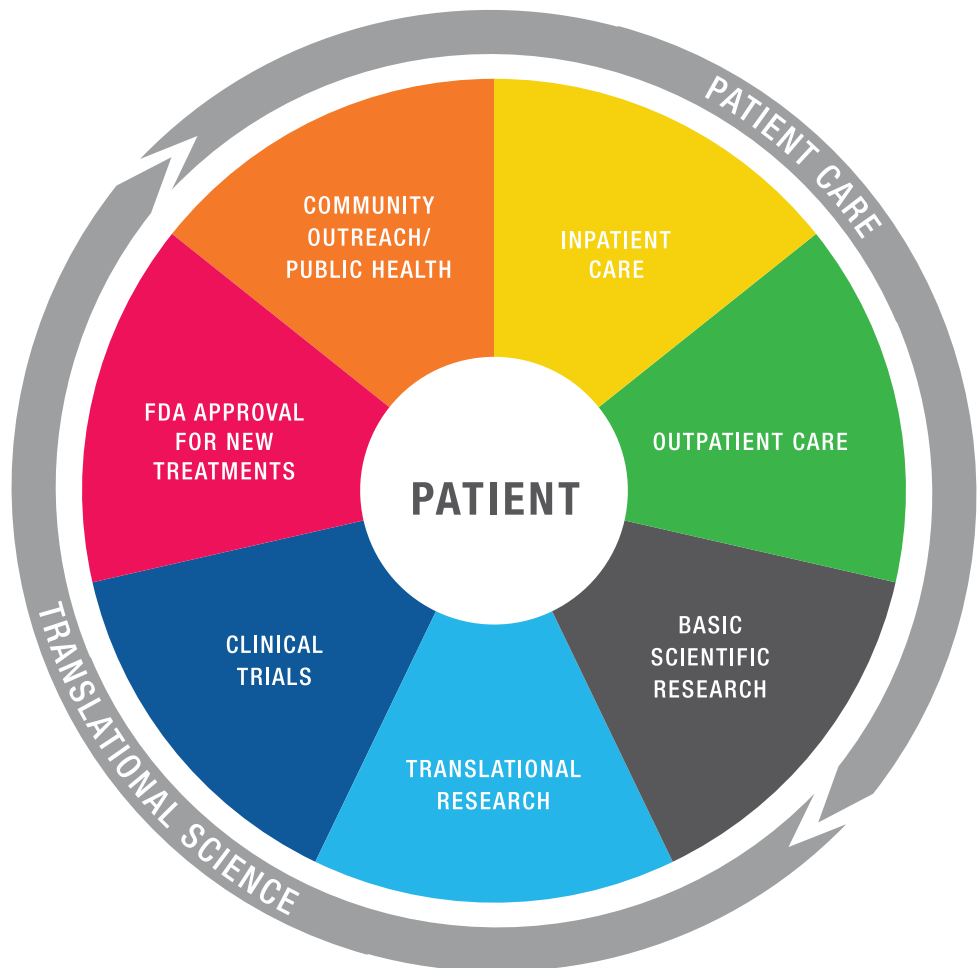 PATIENT CARE
COMMUNITY
OUTREACH/
PUBLIC HEALTH
INPATIENT
CARE
FDA APPROVAL
FOR NEW
TREATMENTS
OUTPATIENT CARE
PATIENT
CLINICAL
TRIALS
BASIC
SCIENTIFIC
RESEARCH
TRANSLATIONAL
RESEARCH
TRANSLATIONAL SCIENCE